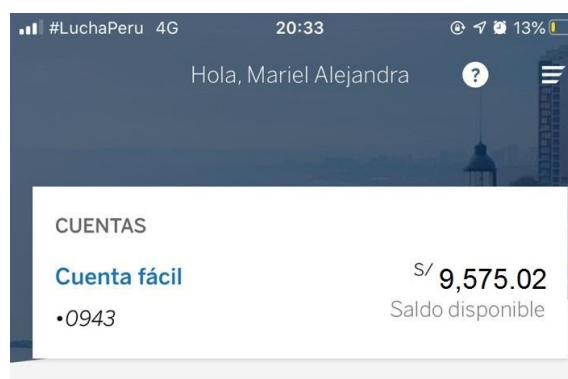 #LuchaPeru 4G 20:33 13%
Hola, Mariel Alejandra ?
CUENTAS
Cuenta fácil S/ 9,575.02
•0943 Saldo disponible